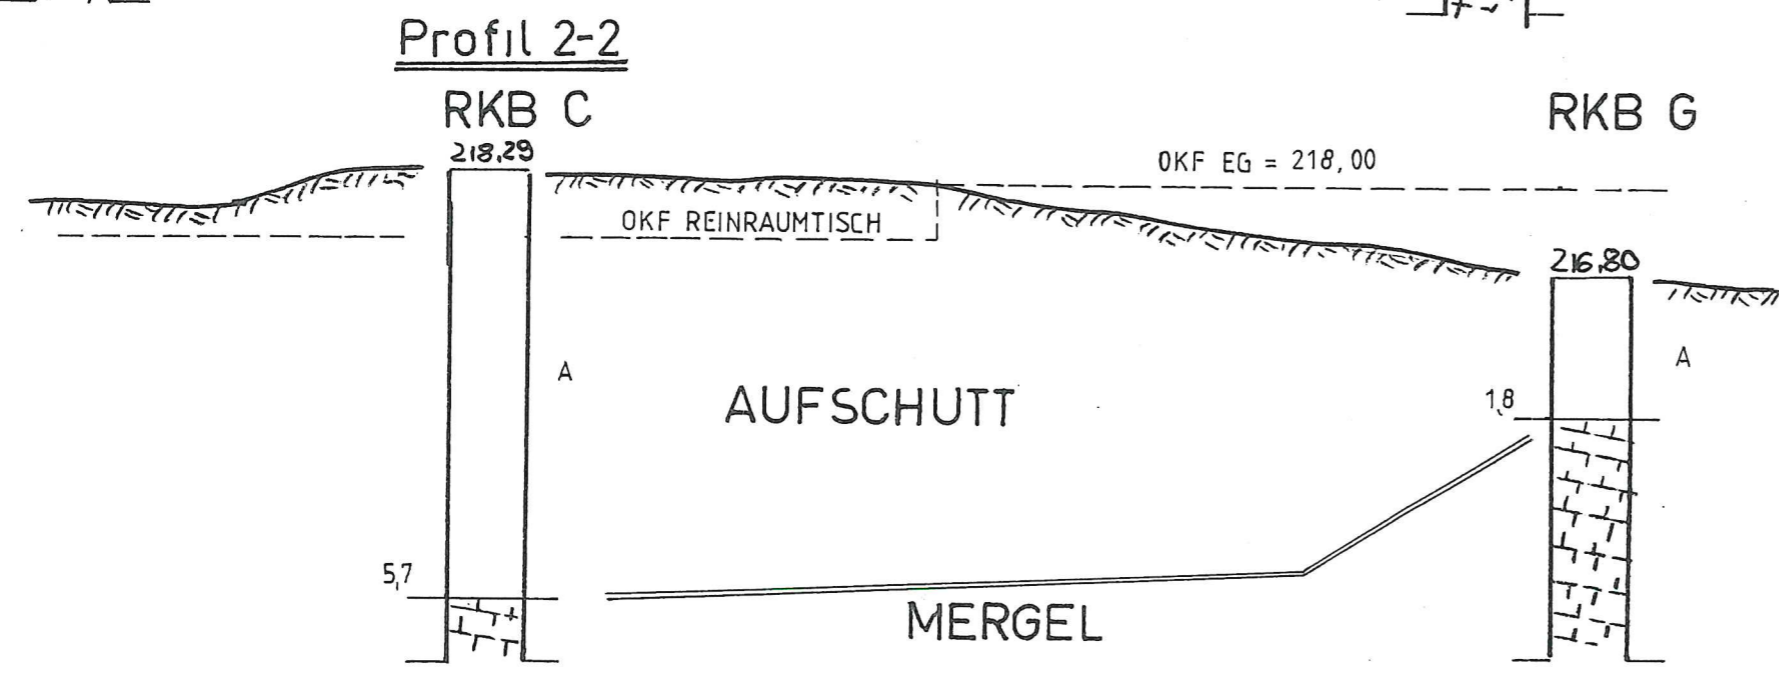 Profil 2-2
RKB C
RKB G
218,29
OKF EG = 218,00
OKF REINRAUMTISCH
216,80
A
A
1,8
AUFSCHUTT
5,7
MERGEL